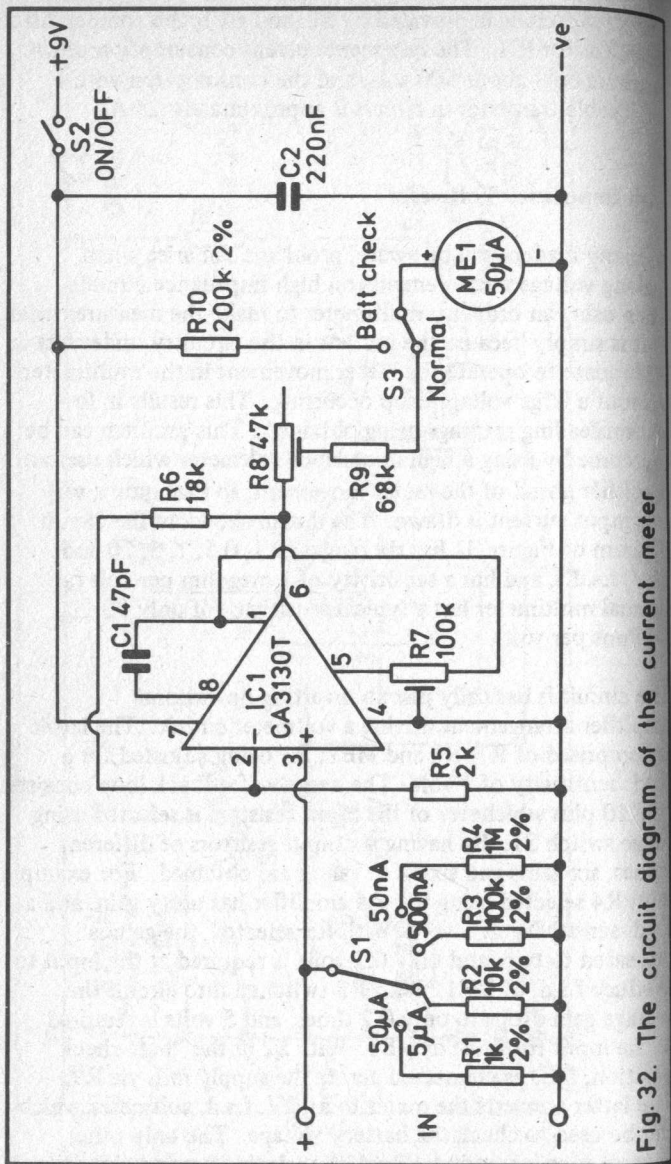 S2
ON/OFF
+9V
R6
18k
R10
200k 2%
C1 47pF
C2
220nF
R8 4·7k
Batt check
8
1
7
2
3
IC1
CA3130T
6
5
4
+
−
R9
6·8k
S3
Normal
+
ME1
50µA
+
S1
50µA
5µA
50nA
500nA
R7
100k
IN
R1
1k
2%
R2
10k
2%
R3
100k
2%
R4
1M
2%
R5
2k
−
−ve
Fig. 32. The circuit diagram of the current meter